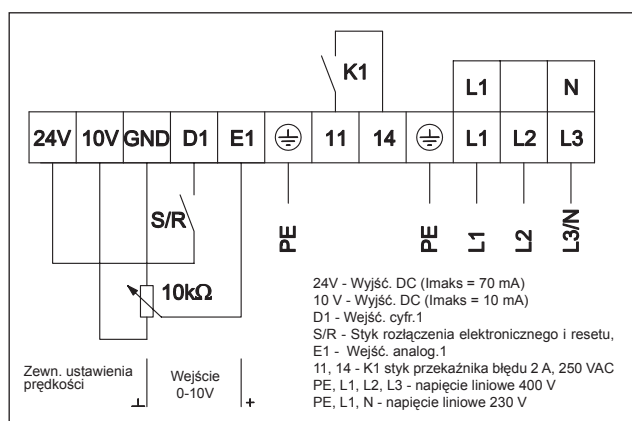 K1
L1 N
24V 10V GND D1 E1 11 14 L1 L2 L3
S/R
PE PE L1 L2 L3/N
10kΩ
24V - Wyjść. DC (Imaks = 70 mA)
10 V - Wyjść. DC (Imaks = 10 mA)
D1 - Wejść. cyfr.1
S/R - Styk rozłączenia elektronicznego i resetu,
E1 - Wejść. analog.1
11, 14 - K1 styk przekaźnika błędu 2 A, 250 VAC
PE, L1, L2, L3 - napięcie liniowe 400 V
PE, L1, N - napięcie liniowe 230 V
Zewn. ustawienia
prędkości
Wejście
0-10V
⊥ +